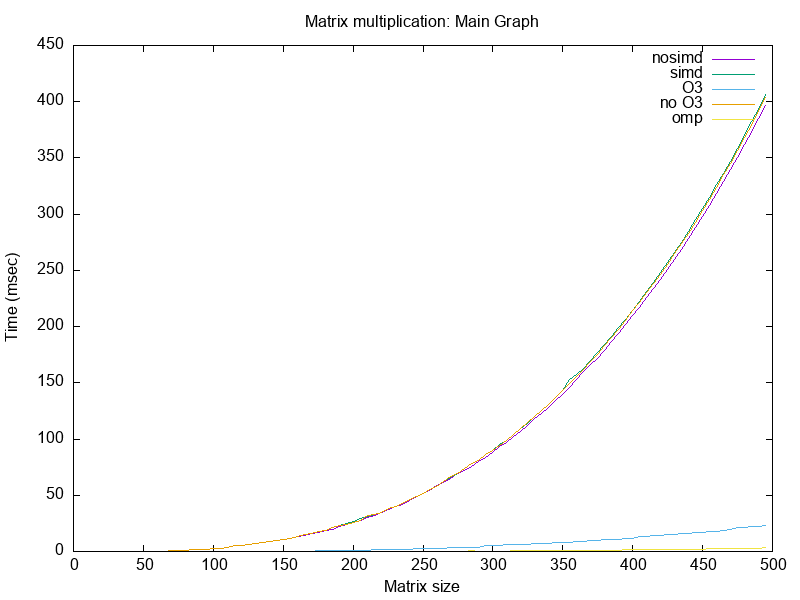 Matrix multiplication: Main Graph
450
400
350
300
250
200
150
100
50
0
Time (msec)
nosimd
simd
O3
no O3
omp
0 50 100 150 200 250 300 350 400 450 500
Matrix size